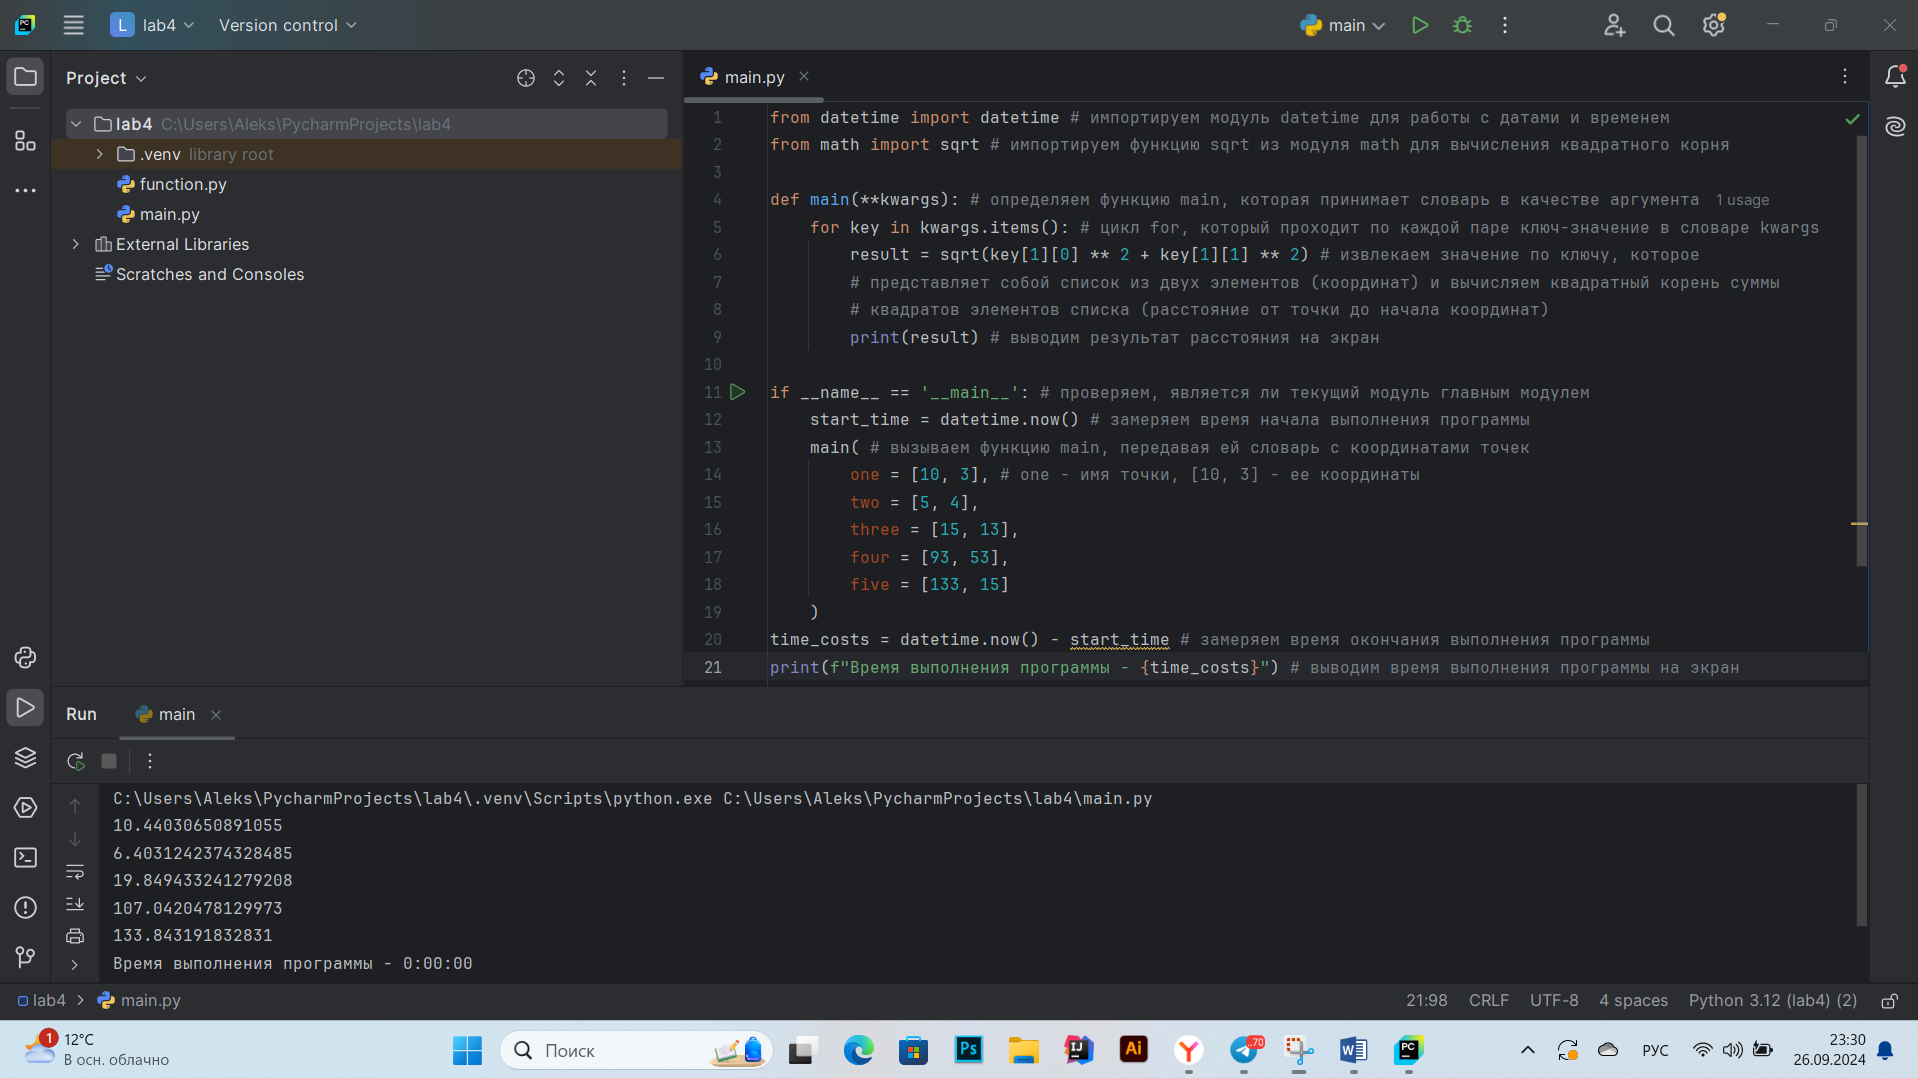 L lab4 Version control main
Project
main.py
lab4 C:\Users\Aleks\PycharmProjects\lab4
.venv library root
function.py
main.py
External Libraries
Scratches and Consoles
1 from datetime import datetime # импортируем модуль datetime для работы с датами и временем
2 from math import sqrt # импортируем функцию sqrt из модуля math для вычисления квадратного корня
3
4 def main(**kwargs): # определяем функцию main, которая принимает словарь в качестве аргумента 1 usage
5 for key in kwargs.items(): # цикл for, который проходит по каждой паре ключ-значение в словаре kwargs
6 result = sqrt(key[1][0] ** 2 + key[1][1] ** 2) # извлекаем значение по ключу, которое
7 # представляет собой список из двух элементов (координат) и вычисляем квадратный корень суммы
8 # квадратов элементов списка (расстояние от точки до начала координат)
9 print(result) # выводим результат расстояния на экран
10
11 if __name__ == '__main__': # проверяем, является ли текущий модуль главным модулем
12 start_time = datetime.now() # замеряем время начала выполнения программы
13 main( # вызываем функцию main, передавая ей словарь с координатами точек
14 one = [10, 3], # one - имя точки, [10, 3] - ее координаты
15 two = [5, 4],
16 three = [15, 13],
17 four = [93, 53],
18 five = [133, 15]
19 )
20 time_costs = datetime.now() - start_time # замеряем время окончания выполнения программы
21 print(f"Время выполнения программы - {time_costs}") # выводим время выполнения программы на экран
Run main
C:\Users\Aleks\PycharmProjects\lab4\.venv\Scripts\python.exe C:\Users\Aleks\PycharmProjects\lab4\main.py
10.44030650891055
6.4031242374328485
19.849433241279208
107.0420478129973
133.843191832831
Время выполнения программы - 0:00:00
lab4 main.py 21:98 CRLF UTF-8 4 spaces Python 3.12 (lab4) (2)
1 12°C
В осн. облачно
Поиск
Ps
IJ
Ai
..70
PC
РУС
23:30
26.09.2024